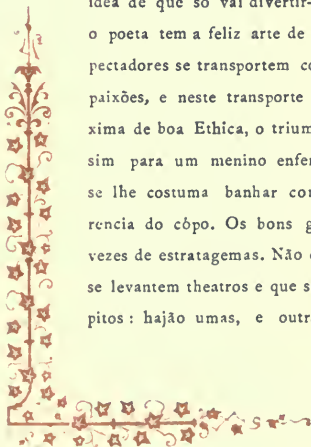 idea de que só vai divertir-
o poeta tem a feliz arte de
pectadores se transportem co
paixões, e neste transporte
xima de boa Ethica, o trium
sim para um menino enfer
se lhe costuma banhar con
rencia do cópo. Os bons g
vezes de estratagemas. Não
se levantem theatros e que s
pitos: hajão umas, e outr